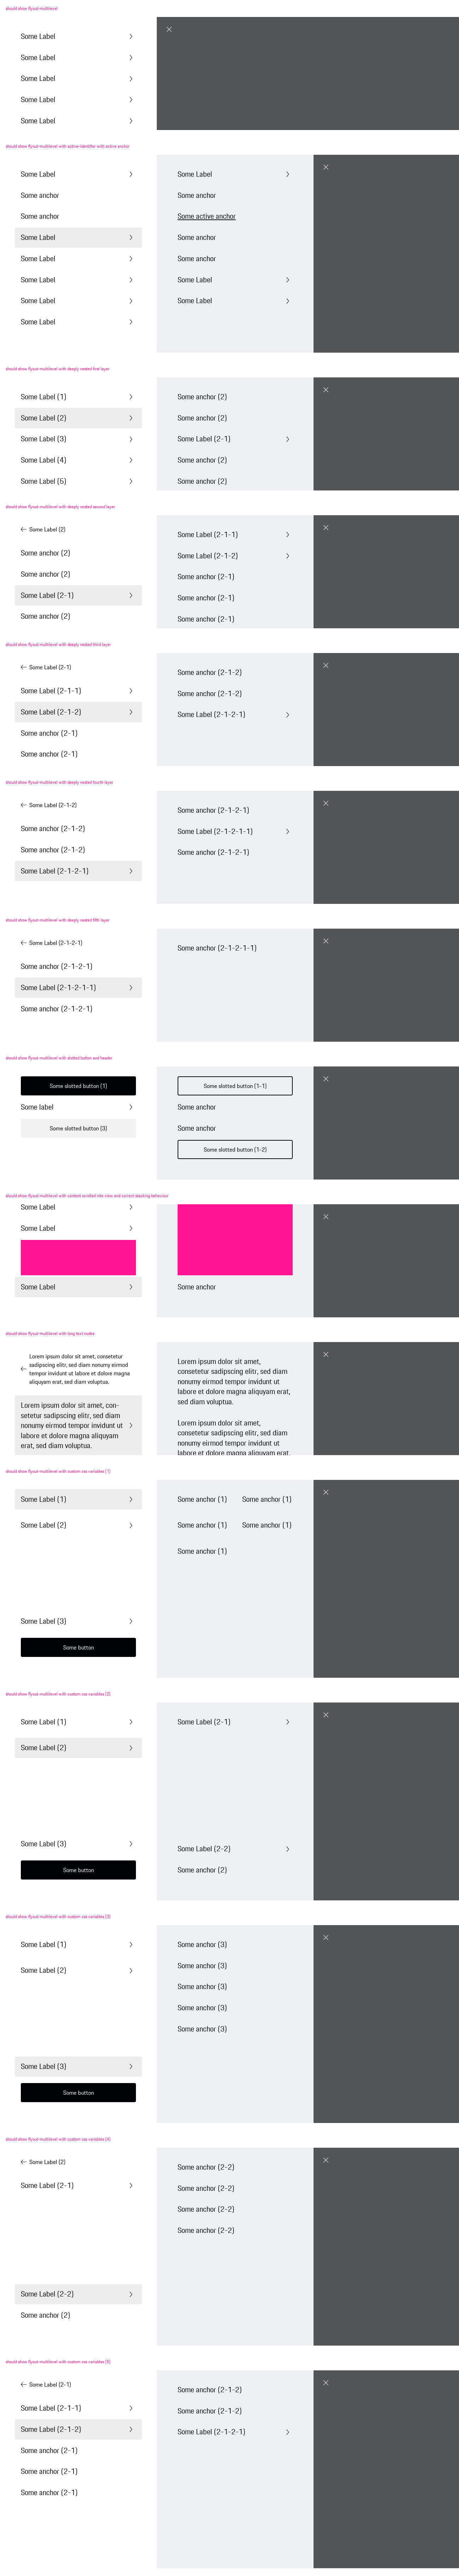 should show flyout-multilevel
Some Label
Some Label
Some Label
Some Label
Some Label
should show flyout-multilevel with active-identifier with active anchor
Some Label
Some anchor
Some anchor
Some Label
Some Label
Some Label
Some Label
Some Label
Some Label
Some anchor
Some active anchor
Some anchor
Some anchor
Some Label
Some Label
should show flyout-multilevel with deeply nested first layer
Some Label (1)
Some Label (2)
Some Label (3)
Some Label (4)
Some Label (5)
Some anchor (2)
Some anchor (2)
Some Label (2-1)
Some anchor (2)
Some anchor (2)
should show flyout-multilevel with deeply nested second layer
Some Label (2)
Some anchor (2)
Some anchor (2)
Some Label (2-1)
Some anchor (2)
Some Label (2-1-1)
Some Label (2-1-2)
Some anchor (2-1)
Some anchor (2-1)
Some anchor (2-1)
should show flyout-multilevel with deeply nested third layer
Some Label (2-1)
Some Label (2-1-1)
Some Label (2-1-2)
Some anchor (2-1)
Some anchor (2-1)
Some anchor (2-1-2)
Some anchor (2-1-2)
Some Label (2-1-2-1)
should show flyout-multilevel with deeply nested fourth layer
Some Label (2-1-2)
Some anchor (2-1-2)
Some anchor (2-1-2)
Some Label (2-1-2-1)
Some anchor (2-1-2-1)
Some Label (2-1-2-1-1)
Some anchor (2-1-2-1)
should show flyout-multilevel with deeply nested fifth layer
Some Label (2-1-2-1)
Some anchor (2-1-2-1)
Some Label (2-1-2-1-1)
Some anchor (2-1-2-1)
Some anchor (2-1-2-1-1)
should show flyout-multilevel with slotted button and header
Some slotted button (1)
Some label
Some slotted button (3)
Some slotted button (1-1)
Some anchor
Some anchor
Some slotted button (1-2)
should show flyout-multilevel with content scrolled into view and correct stacking behaviour
Some Label
Some Label
Some Label
Some anchor
should show flyout-multilevel with long text nodes
Lorem ipsum dolor sit amet, consetetur
sadipscing elitr, sed diam nonumy eirmod
tempor invidunt ut labore et dolore magna
aliquyam erat, sed diam voluptua.
Lorem ipsum dolor sit amet, con-
setetur sadipscing elitr, sed diam
nonumy eirmod tempor invidunt ut
labore et dolore magna aliquyam
erat, sed diam voluptua.
Lorem ipsum dolor sit amet,
consetetur sadipscing elitr, sed diam
nonumy eirmod tempor invidunt ut
labore et dolore magna aliquyam erat,
sed diam voluptua.
Lorem ipsum dolor sit amet,
consetetur sadipscing elitr, sed diam
nonumy eirmod tempor invidunt ut
labore et dolore magna aliquyam erat,
should show flyout-multilevel with custom css variables (1)
Some Label (1)
Some Label (2)
Some Label (3)
Some button
Some anchor (1) Some anchor (1)
Some anchor (1) Some anchor (1)
Some anchor (1)
should show flyout-multilevel with custom css variables (2)
Some Label (1)
Some Label (2)
Some Label (3)
Some button
Some Label (2-1)
Some Label (2-2)
Some anchor (2)
should show flyout-multilevel with custom css variables (3)
Some Label (1)
Some Label (2)
Some Label (3)
Some button
Some anchor (3)
Some anchor (3)
Some anchor (3)
Some anchor (3)
Some anchor (3)
should show flyout-multilevel with custom css variables (4)
Some Label (2)
Some Label (2-1)
Some Label (2-2)
Some anchor (2)
Some anchor (2-2)
Some anchor (2-2)
Some anchor (2-2)
Some anchor (2-2)
should show flyout-multilevel with custom css variables (5)
Some Label (2-1)
Some Label (2-1-1)
Some Label (2-1-2)
Some anchor (2-1)
Some anchor (2-1)
Some anchor (2-1)
Some anchor (2-1-2)
Some anchor (2-1-2)
Some Label (2-1-2-1)